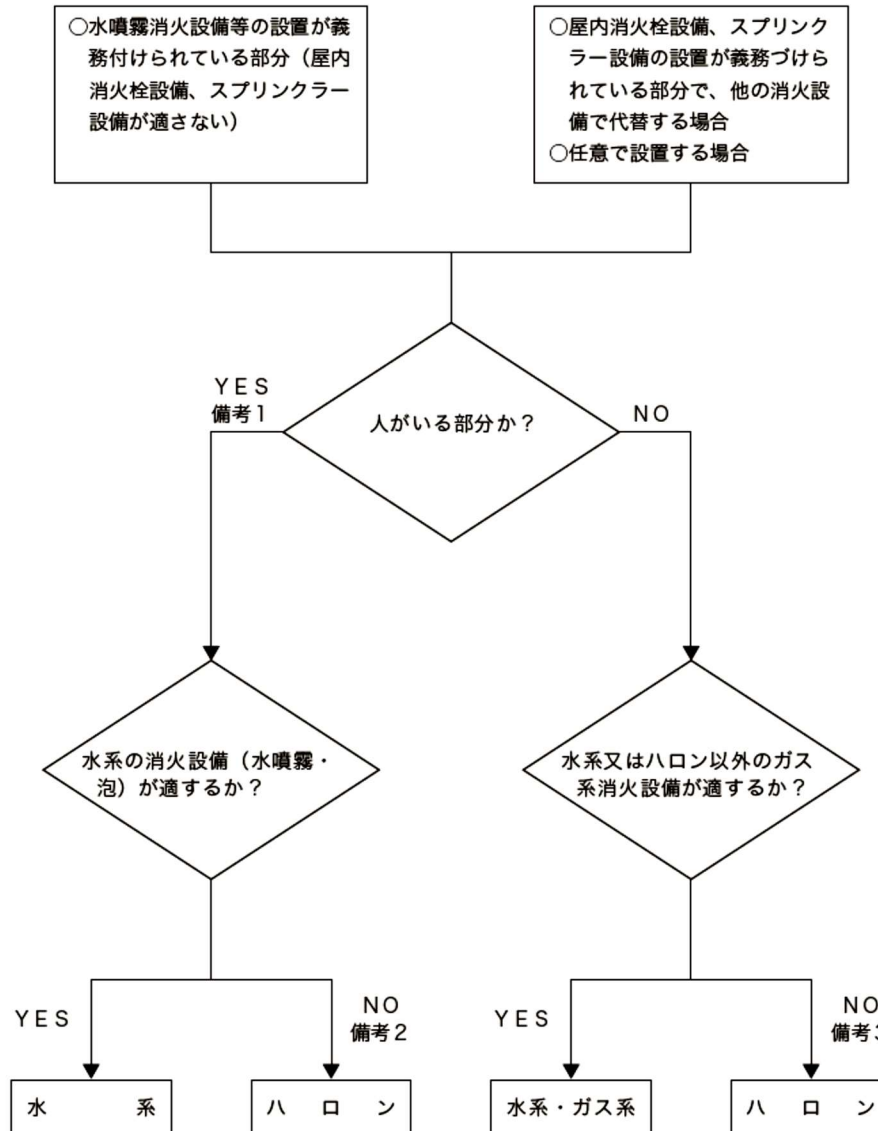 ○水噴霧消火設備等の設置が義
務付けられている部分（屋内
消火栓設備、スプリンクラー
設備が適さない）
○屋内消火栓設備、スプリンク
ラー設備の設置が義務づけら
れている部分で、他の消火設
備で代替する場合
○任意で設置する場合
YES
備考1
人がいる部分か？
NO
水系の消火設備（水噴霧・
泡）が適するか？
水系又はハロン以外のガス
系消火設備が適するか？
YES
NO
備考2
YES
NO
備考3
水　系
ハ　ロ　ン
水系・ガス系
ハ　ロ　ン